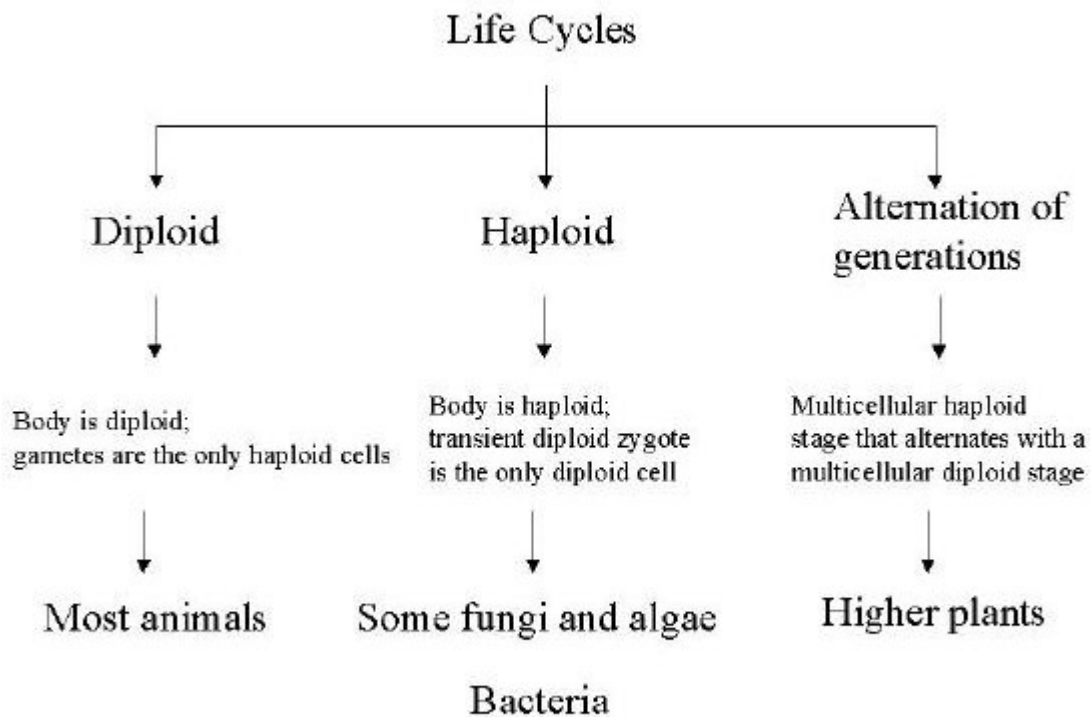 Life Cycles
Diploid
Haploid
Alternation of
generations
Body is diploid;
gametes are the only haploid cells
Body is haploid;
transient diploid zygote
is the only diploid cell
Multicellular haploid
stage that alternates with a
multicellular diploid stage
Most animals
Some fungi and algae
Higher plants
Bacteria